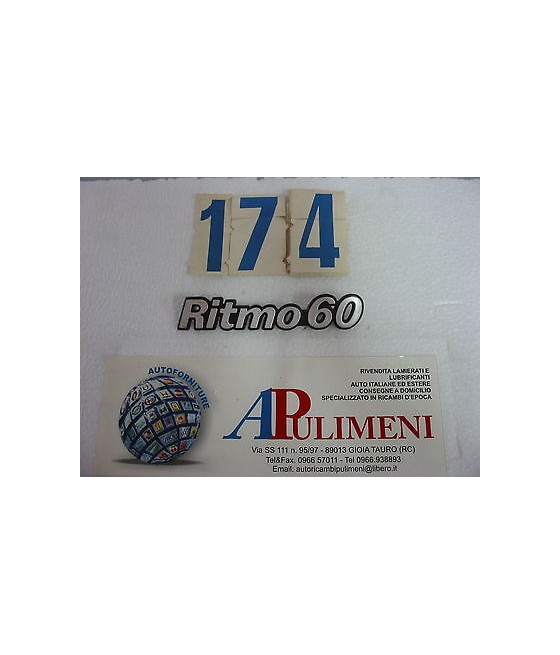 174
Ritmo 60
AUTOFORNITURE
RIVENDITA LAMIERATI E
LUBRIFICANTI
AUTO ITALIANE ED ESTERE
CONSEGNE A DOMICILIO
SPECIALIZZATO IN RICAMBI D'EPOCA
APULIMENI
Via SS 111 n. 95/97 - 89013 GIOIA TAURO (RC)
Tel&Fax. 0966 57011 - Tel 0966.938893
Email: autoricambipulimeni@libero.it